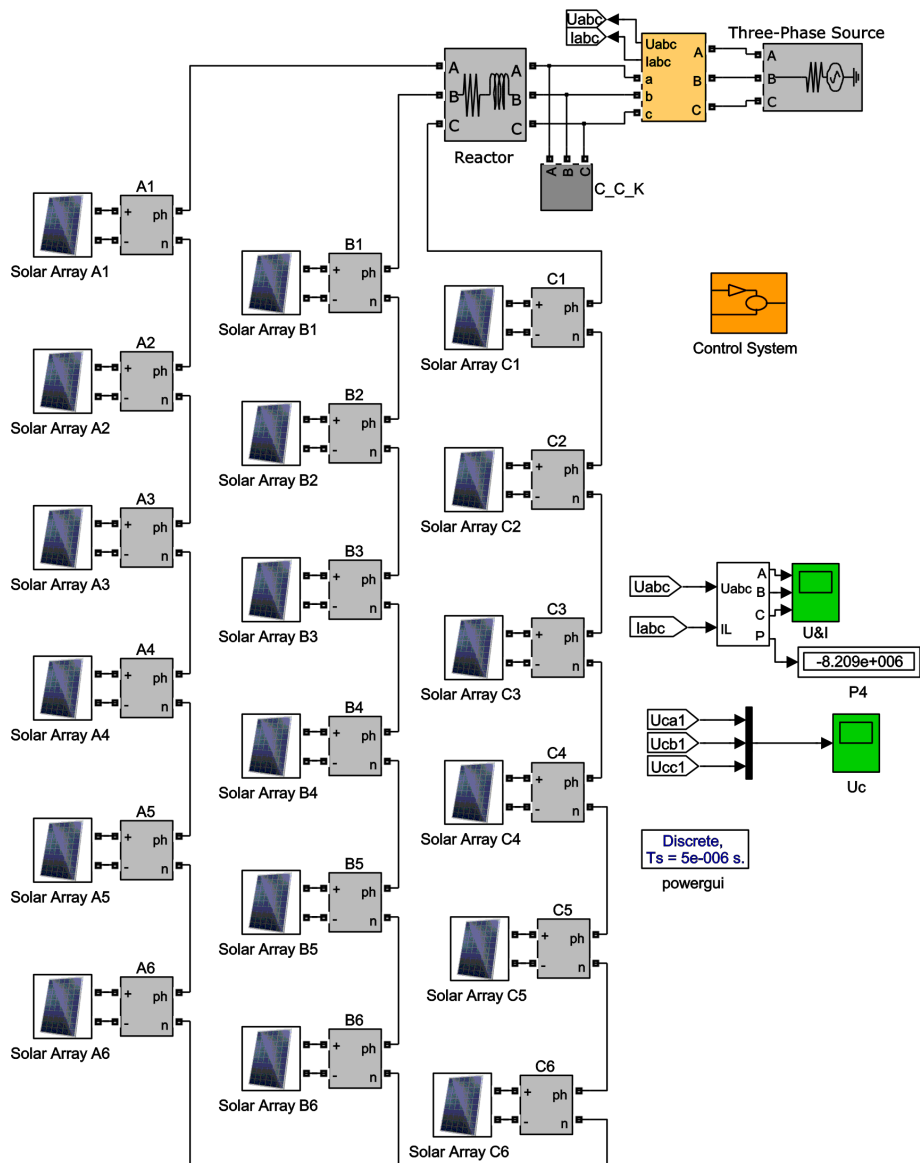 Uabc
Iabc
Three-Phase Source
Uabc
Iabc
A
a
B
b
C
c
A
B
C
A
B
C
A
B
C
Reactor
A
B
C
C_C_K
A1
+
-
ph
n
Solar Array A1
B1
+
-
ph
n
Solar Array B1
C1
+
-
ph
n
Solar Array C1
Control System
A2
+
-
ph
n
Solar Array A2
B2
+
-
ph
n
Solar Array B2
C2
+
-
ph
n
Solar Array C2
A3
+
-
ph
n
Solar Array A3
B3
+
-
ph
n
Solar Array B3
C3
+
-
ph
n
Solar Array C3
Uabc
Iabc
Uabc
IL
A
B
C
P
U&I
-8.209e+006
P4
A4
+
-
ph
n
Solar Array A4
B4
+
-
ph
n
Solar Array B4
C4
+
-
ph
n
Solar Array C4
Uca1
Ucb1
Ucc1
Uc
A5
+
-
ph
n
Solar Array A5
B5
+
-
ph
n
Solar Array B5
C5
+
-
ph
n
Solar Array C5
Discrete,
Ts = 5e-006 s.
powergui
A6
+
-
ph
n
Solar Array A6
B6
+
-
ph
n
Solar Array B6
C6
+
-
ph
n
Solar Array C6